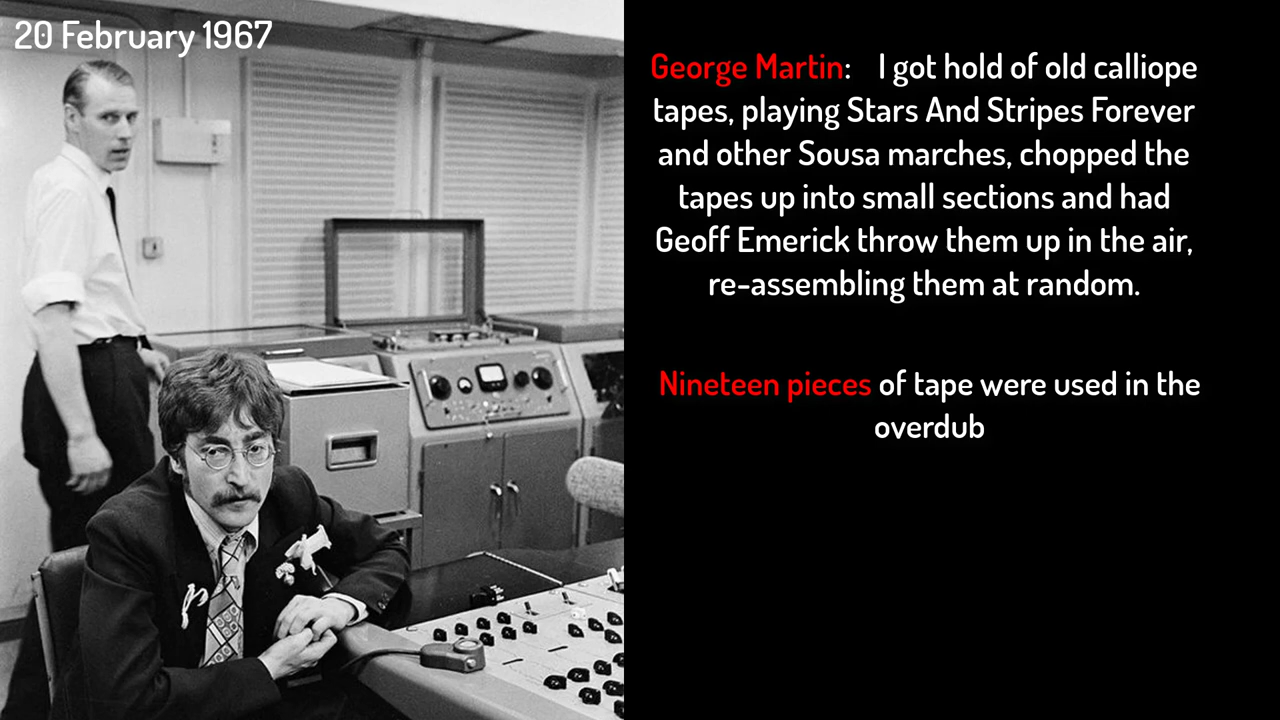 20 February 1967
George Martin: I got hold of old calliope
tapes, playing Stars And Stripes Forever
and other Sousa marches, chopped the
tapes up into small sections and had
Geoff Emerick throw them up in the air,
re-assembling them at random.
Nineteen pieces of tape were used in the
overdub